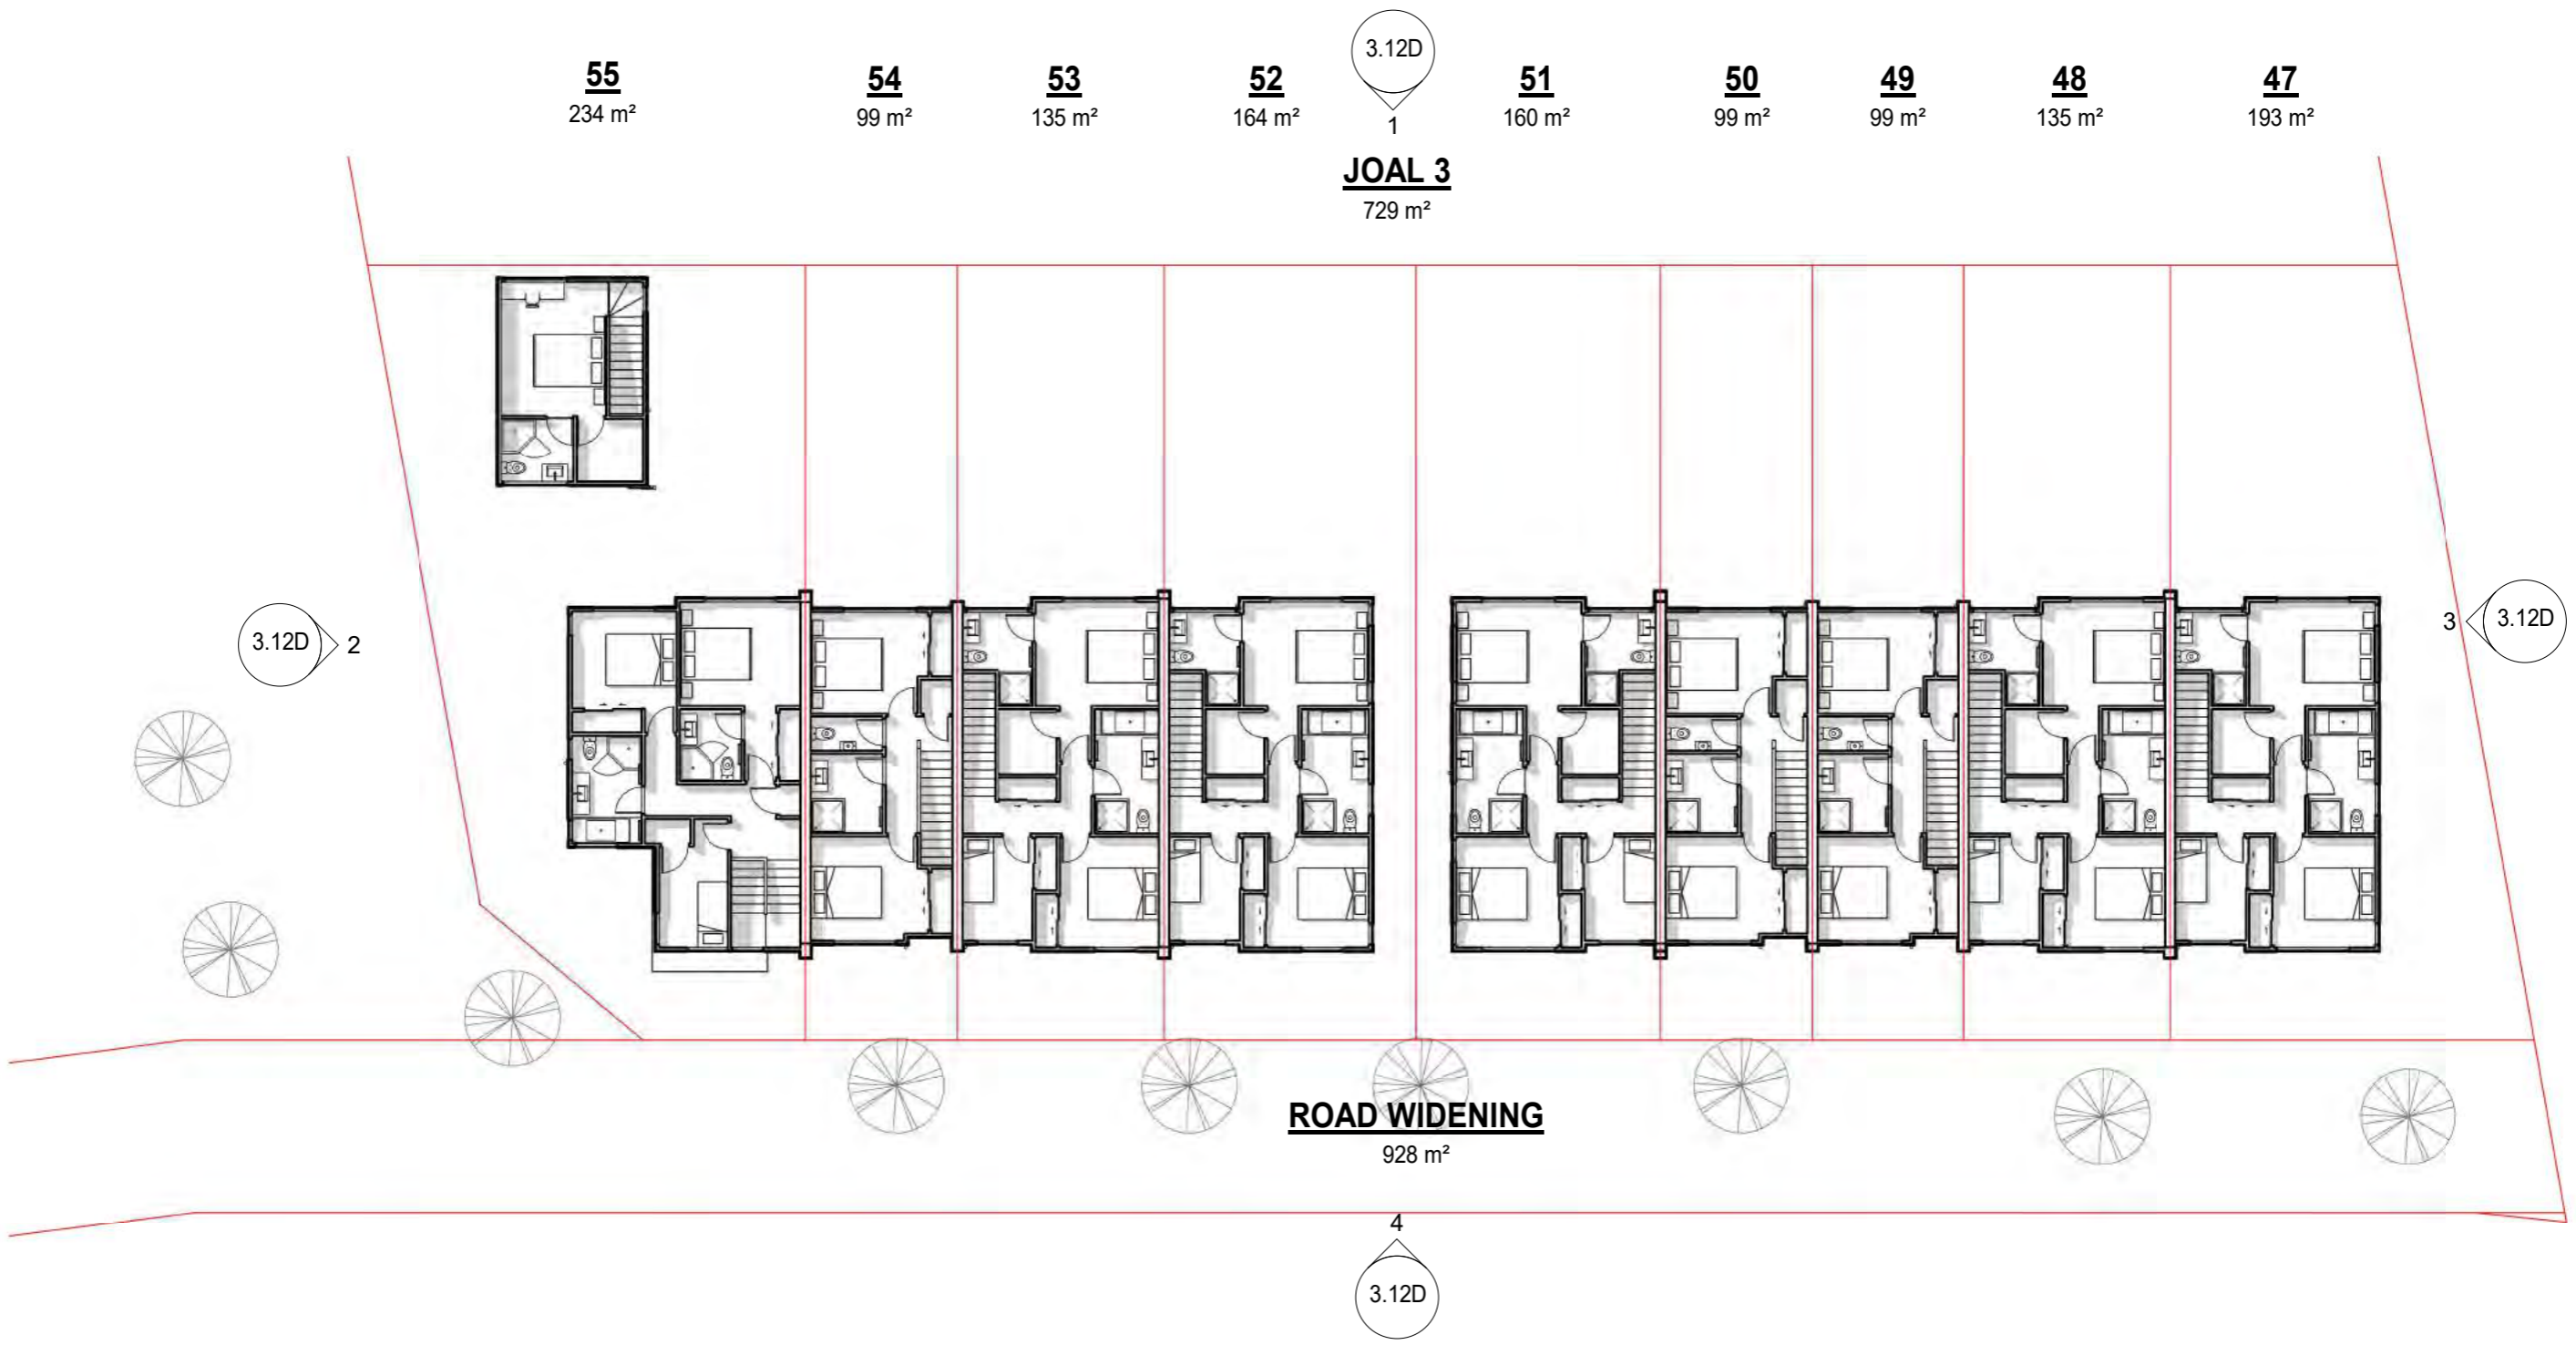 3.12D
1
55
234 m²
54
99 m²
53
135 m²
52
164 m²
51
160 m²
50
99 m²
49
99 m²
48
135 m²
47
193 m²
JOAL 3
729 m²
3.12D
2
3
3.12D
ROAD WIDENING
928 m²
4
3.12D